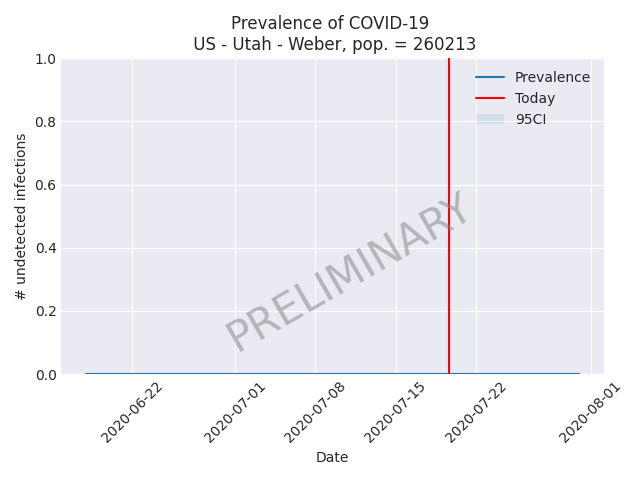 Prevalence of COVID-19
US - Utah - Weber, pop. = 260213
1.0
0.8
0.6
0.4
0.2
0.0
# undetected infections
Prevalence
Today
95CI
PRELIMINARY
2020-06-22
2020-07-01
2020-07-08
2020-07-15
2020-07-22
2020-08-01
Date